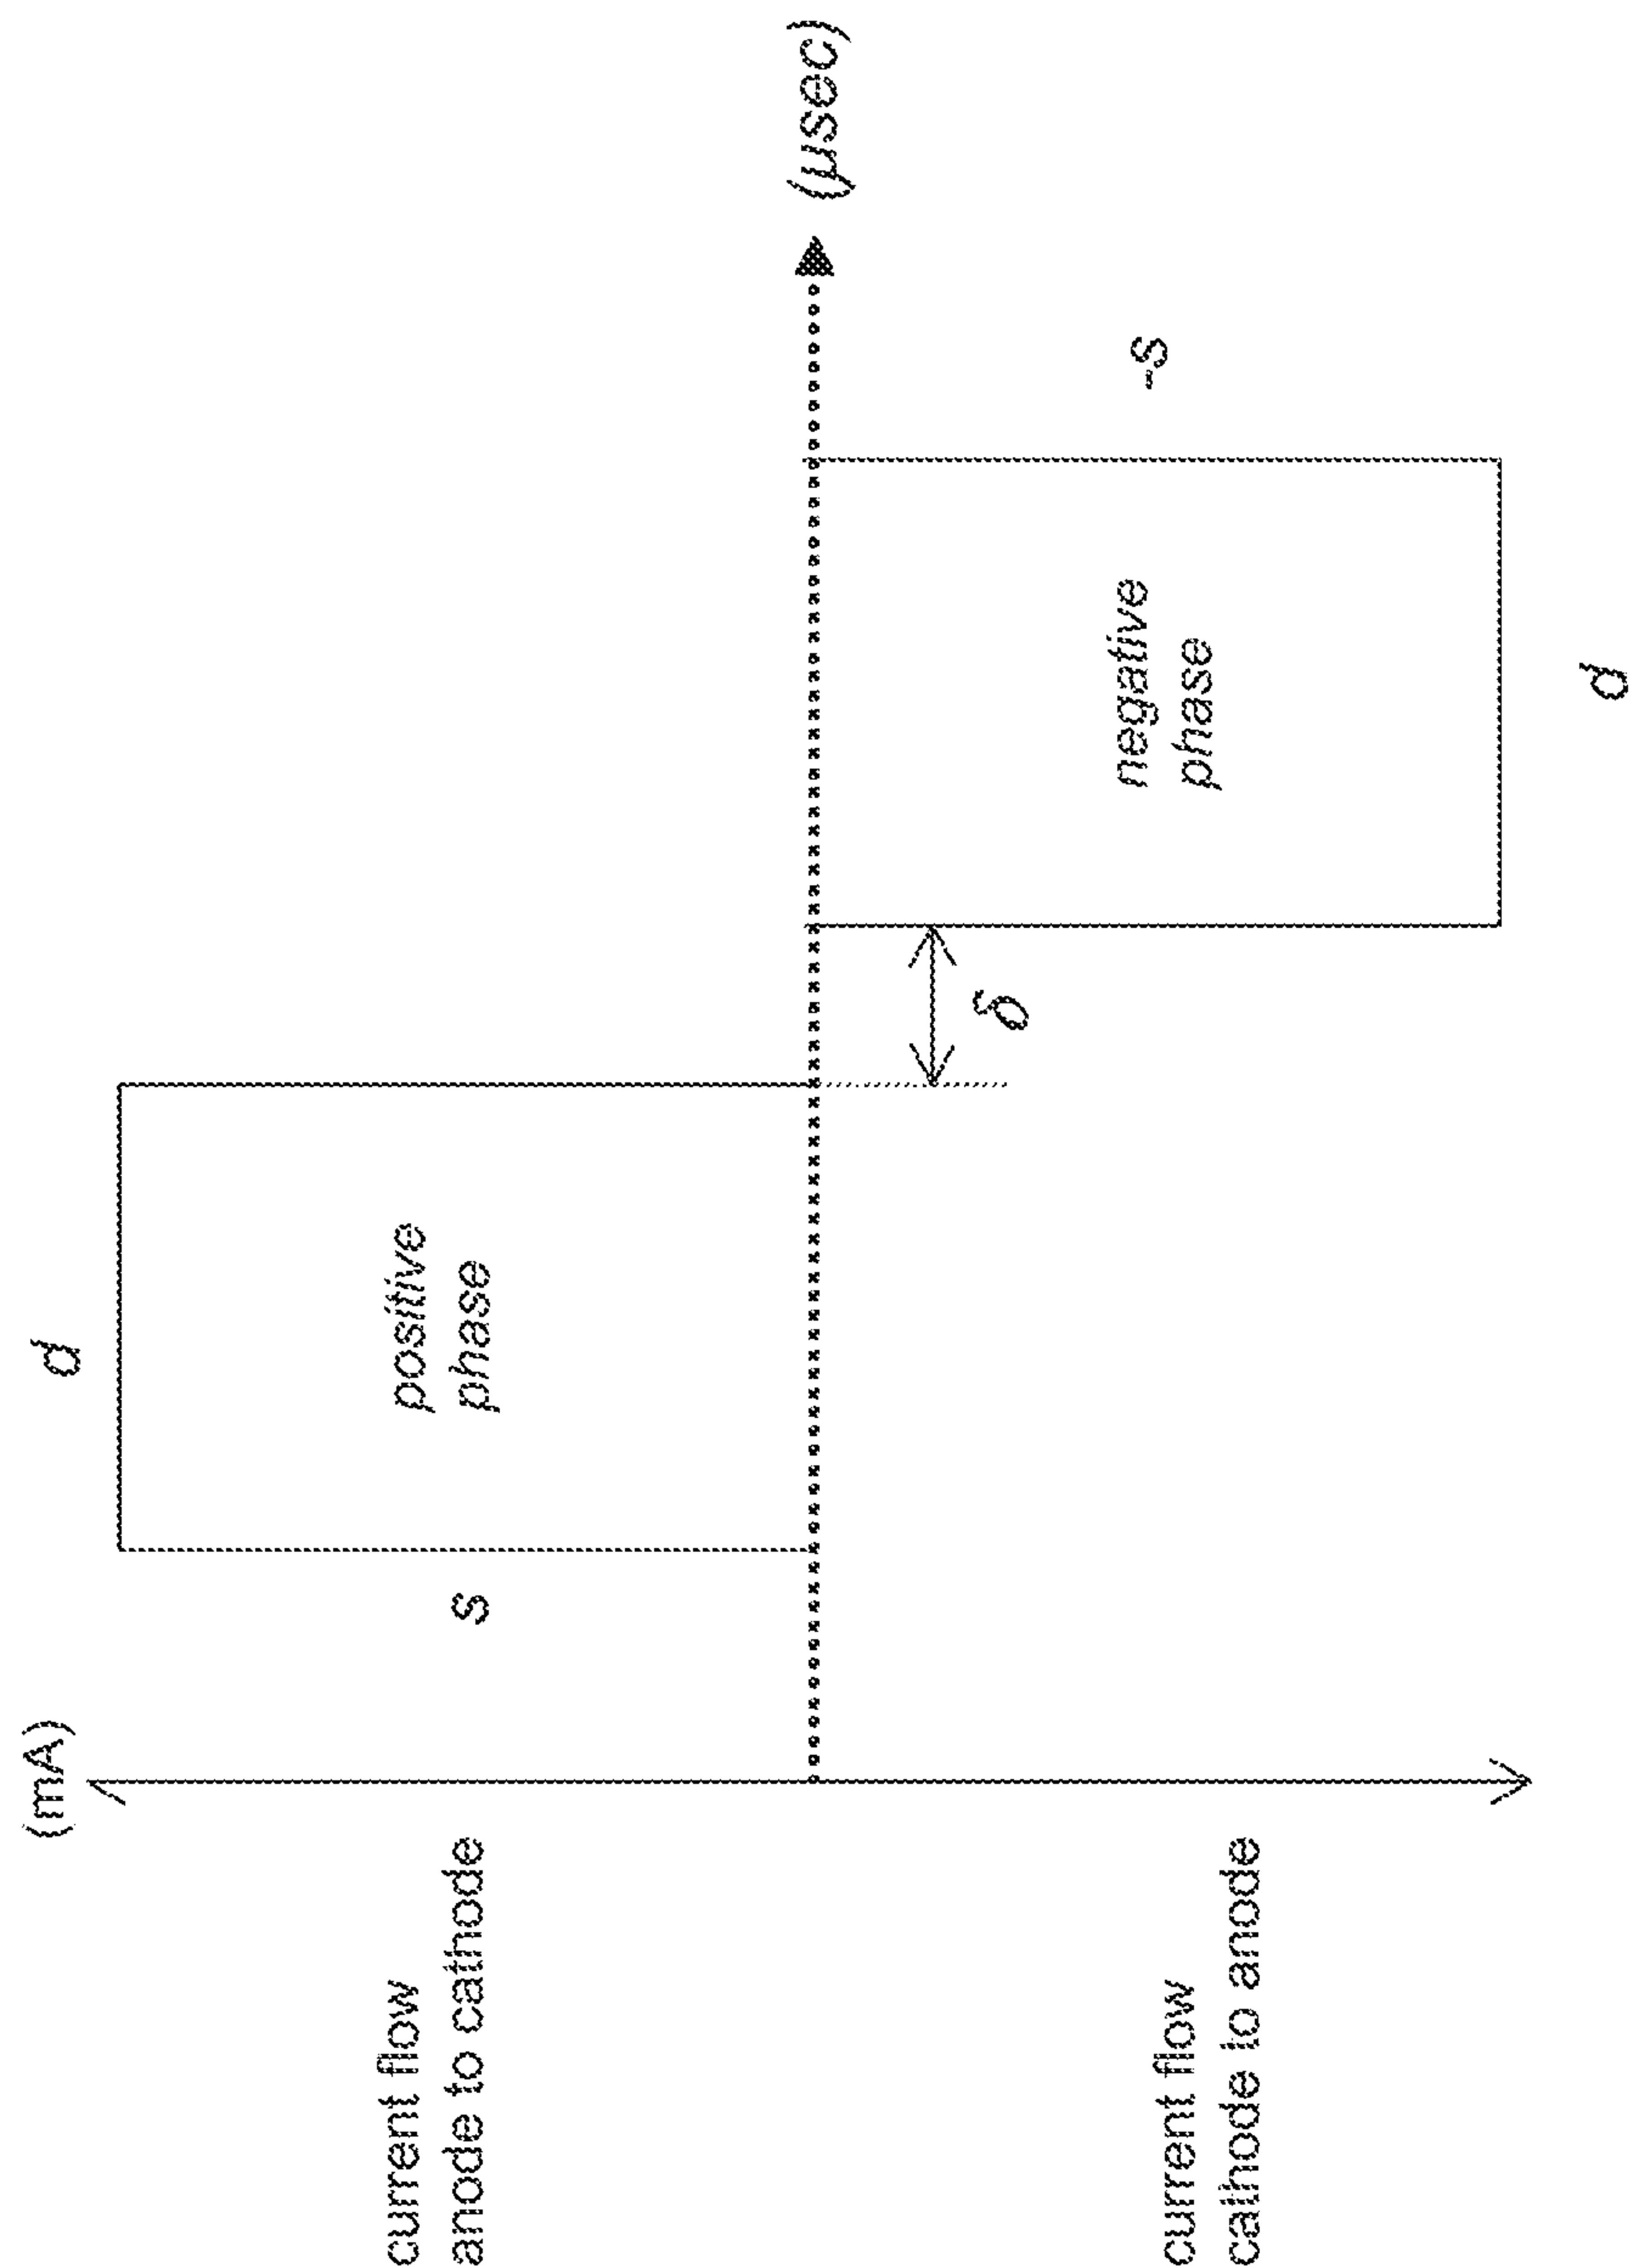 (mA)
d
s
positive
phase
current flow
anode to cathode
(μsec)
δ
negative
phase
-s
d
current flow
cathode to anode